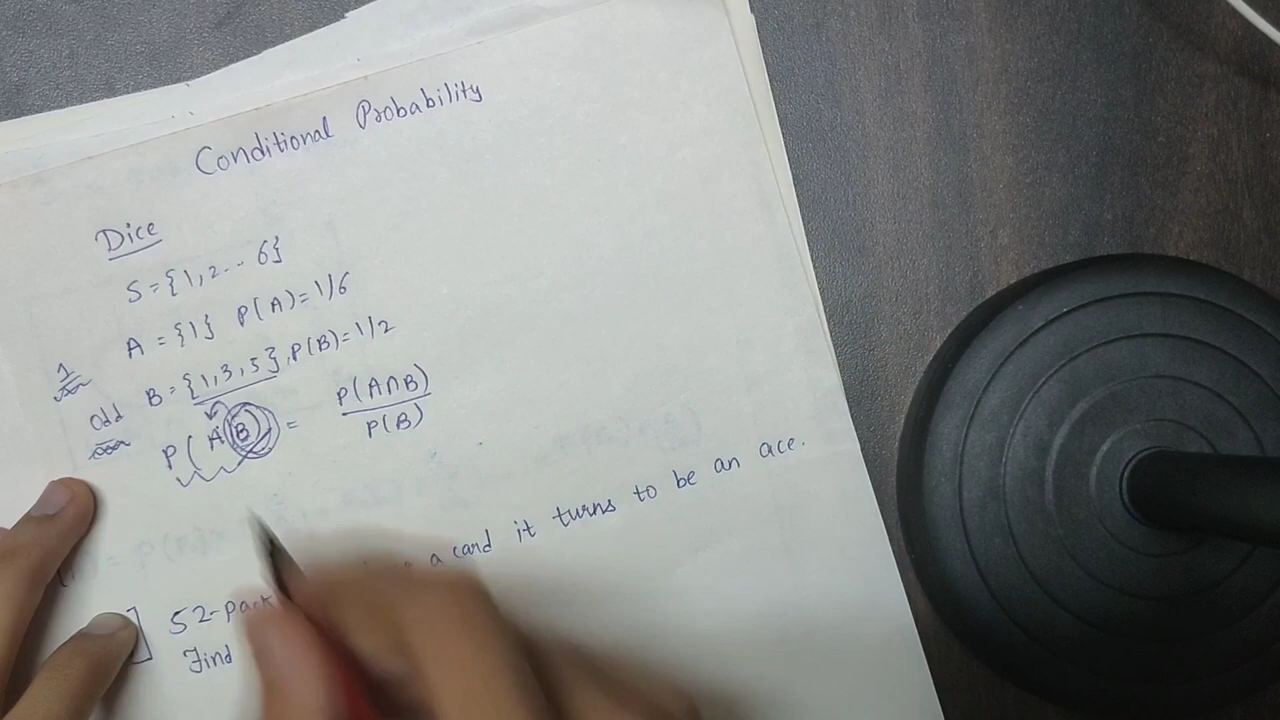 Conditional Probability
Dice
S={1,2... 6}
A = {1} P(A)=1/6
1
Odd B={1,3,5}, P(B)=1/2
P(A|B) = P(A∩B)
P(B)
52-pack a card it turns to be an ace.
Find